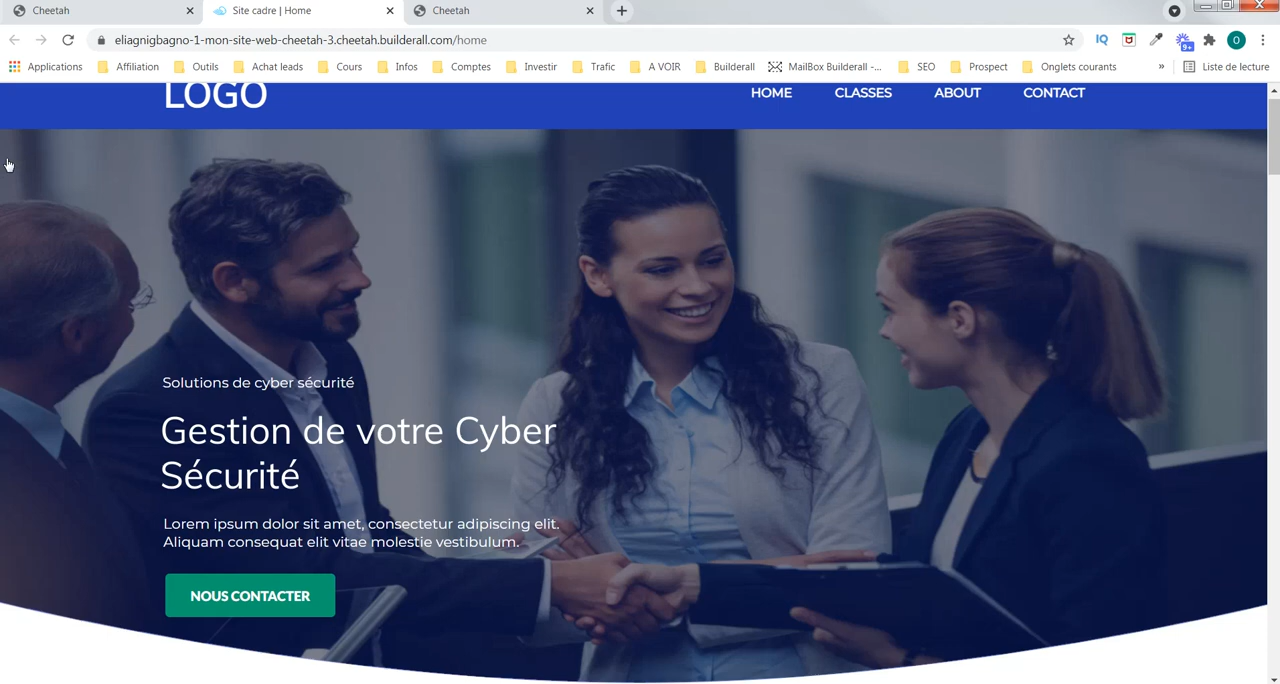 Cheetah
Site cadre | Home
Cheetah
eliagnigbagno-1-mon-site-web-cheetah-3.cheetah.builderall.com/home
IQ
9+
O
Applications
Affiliation
Outils
Achat leads
Cours
Infos
Comptes
Investir
Trafic
A VOIR
Builderall
MailBox Builderall -...
SEO
Prospect
Onglets courants
»
Liste de lecture
LOGO
HOME
CLASSES
ABOUT
CONTACT
Solutions de cyber sécurité
Gestion de votre Cyber
Sécurité
Lorem ipsum dolor sit amet, consectetur adipiscing elit.
Aliquam consequat elit vitae molestie vestibulum.
NOUS CONTACTER